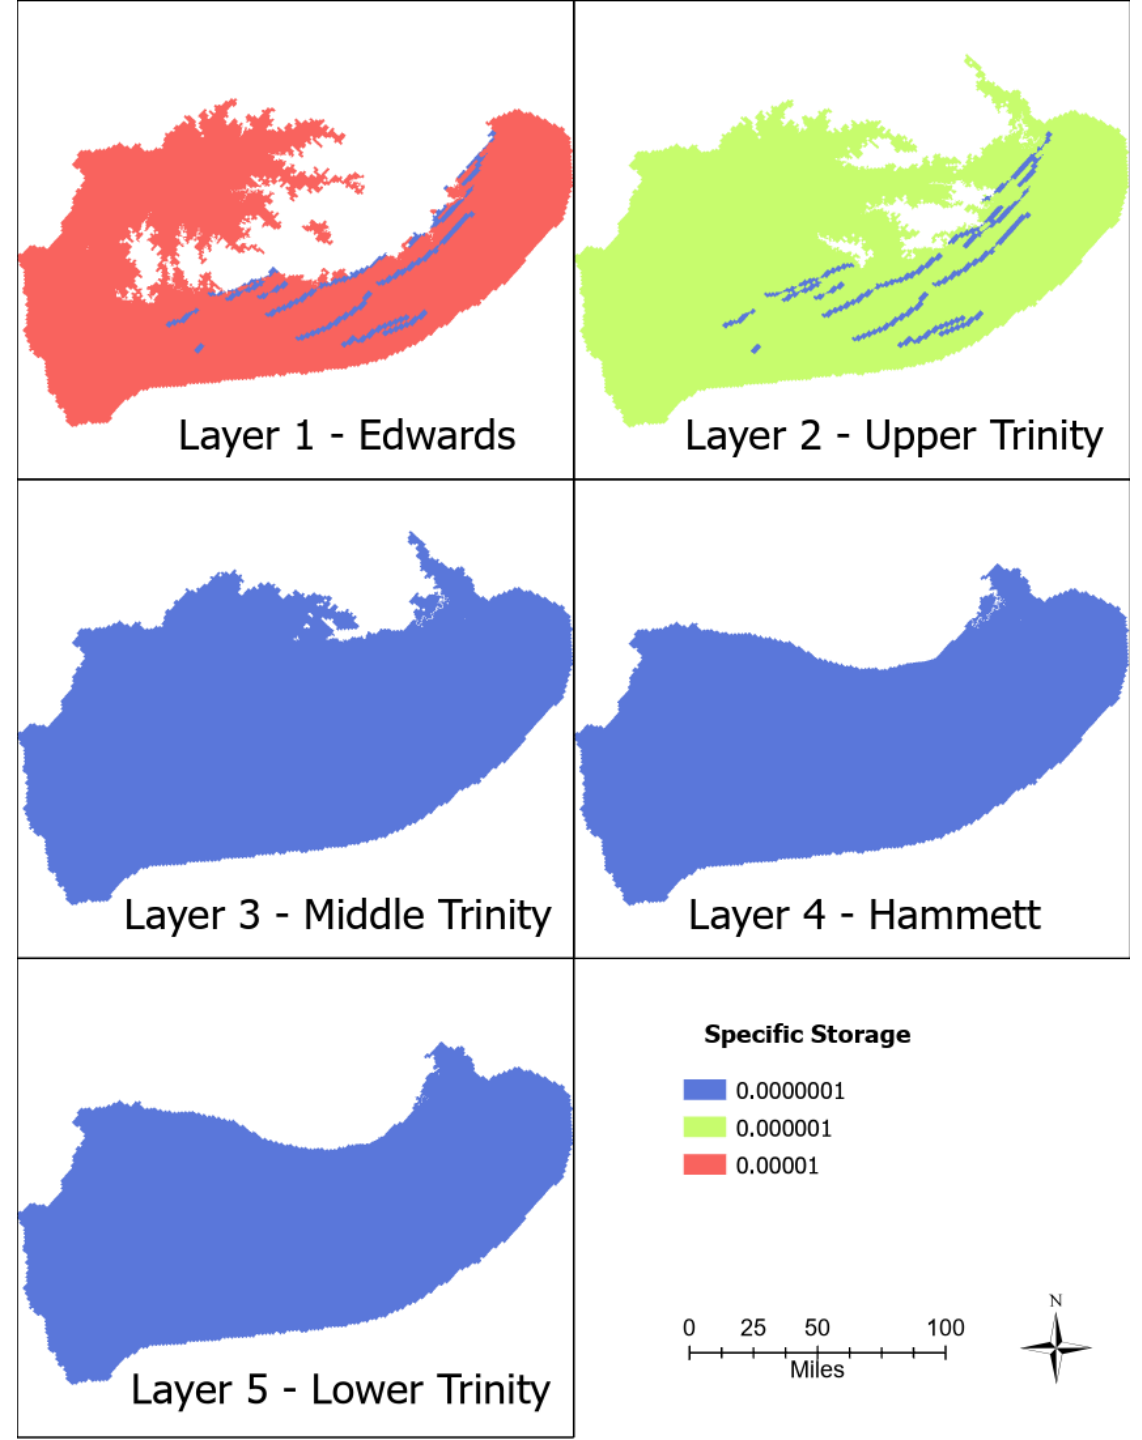 Layer 1 - Edwards
Layer 2 - Upper Trinity
Layer 3 - Middle Trinity
Layer 4 - Hammett
Layer 5 - Lower Trinity
Specific Storage
0.0000001
0.000001
0.00001
0 25 50 100
Miles
N